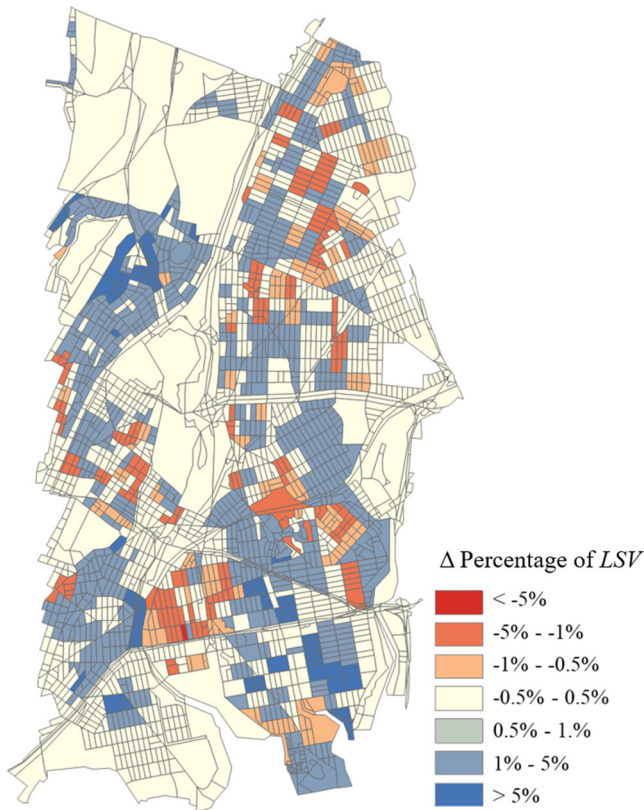 Δ Percentage of LSV
< -5%
-5% - -1%
-1% - -0.5%
-0.5% - 0.5%
0.5% - 1.%
1% - 5%
> 5%